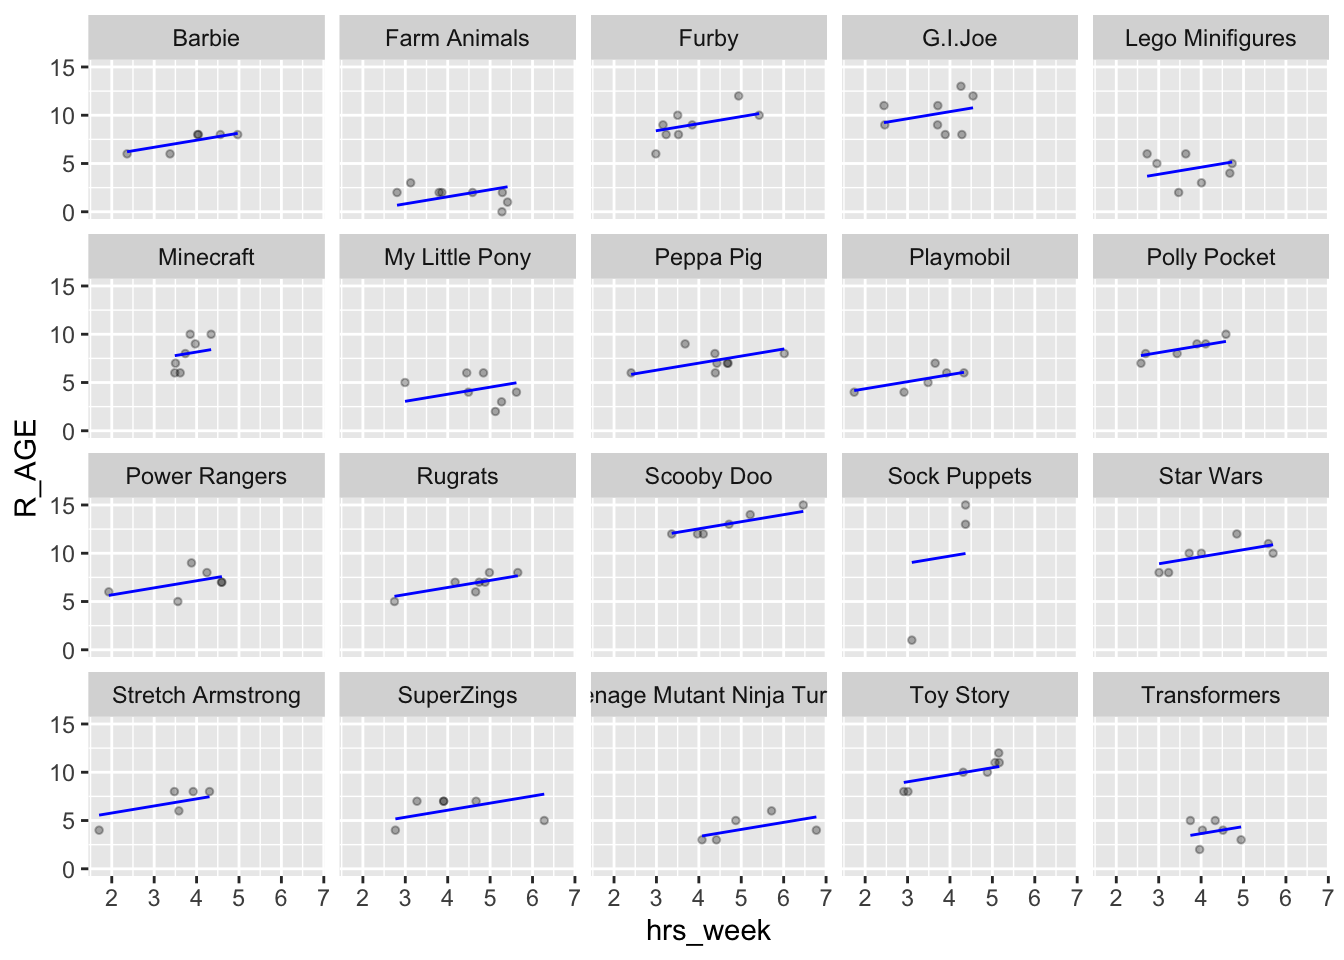 Barbie Farm Animals Furby G.I.Joe Lego Minifigures
15
10
5
0
Minecraft My Little Pony Peppa Pig Playmobil Polly Pocket
15
10
5
0
Power Rangers Rugrats Scooby Doo Sock Puppets Star Wars
15
10
5
0
Stretch Armstrong SuperZings enage Mutant Ninja Tur Toy Story Transformers
15
10
5
0
2 3 4 5 6 7 2 3 4 5 6 7 2 3 4 5 6 7 2 3 4 5 6 7 2 3 4 5 6 7
hrs_week
R_AGE